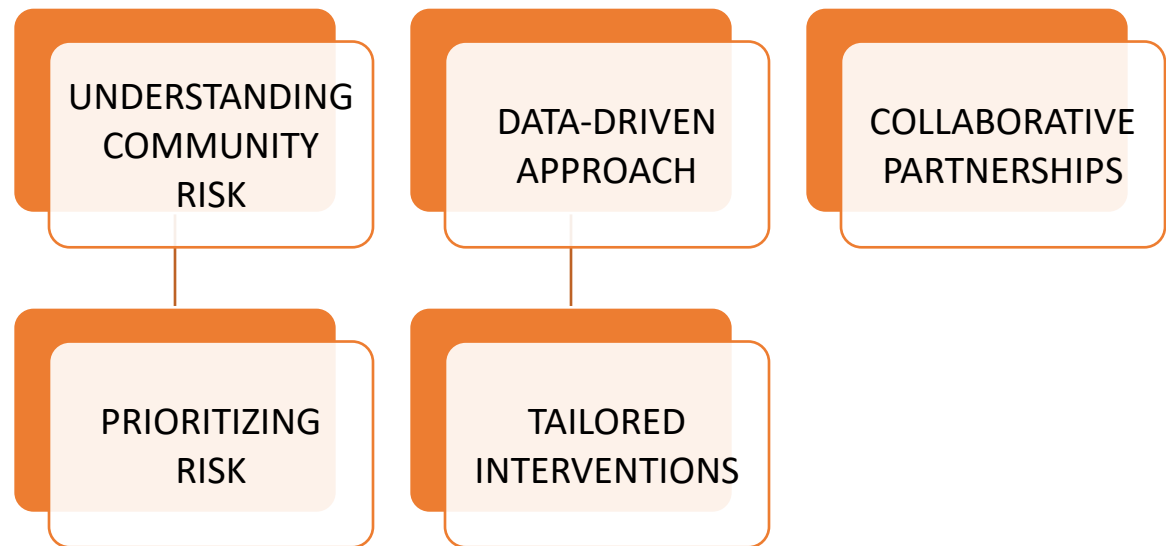 UNDERSTANDING
COMMUNITY
RISK
DATA-DRIVEN
APPROACH
COLLABORATIVE
PARTNERSHIPS
PRIORITIZING
RISK
TAILORED
INTERVENTIONS